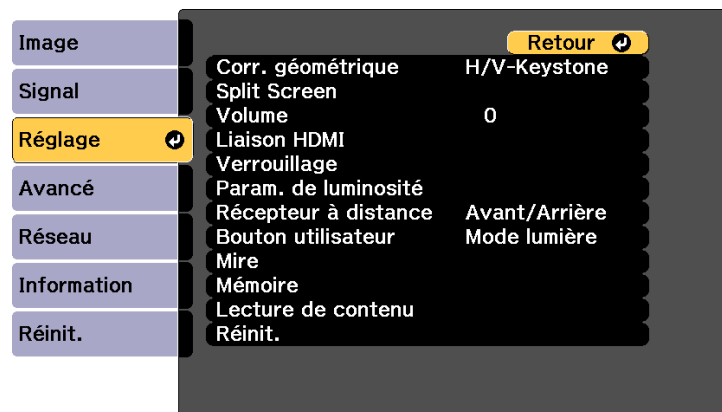 Image
Signal
Réglage
Avancé
Réseau
Information
Réinit.
Retour
Corr. géométrique H/V-Keystone
Split Screen
Volume 0
Liaison HDMI
Verrouillage
Param. de luminosité
Récepteur à distance Avant/Arrière
Bouton utilisateur Mode lumière
Mire
Mémoire
Lecture de contenu
Réinit.